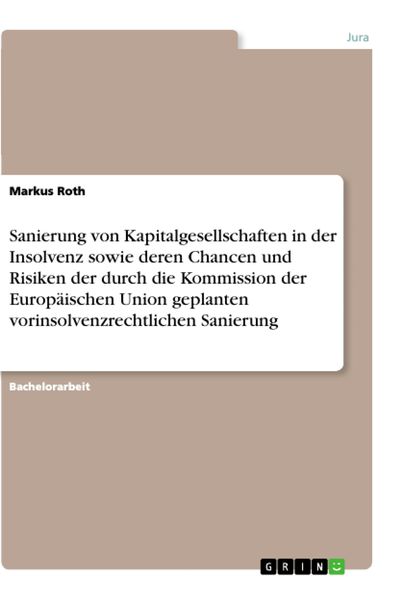 Jura
Markus Roth
Sanierung von Kapitalgesellschaften in der
Insolvenz sowie deren Chancen und
Risiken der durch die Kommission der
Europäischen Union geplanten
vorinsolvenzrechtlichen Sanierung
Bachelorarbeit
GRIN